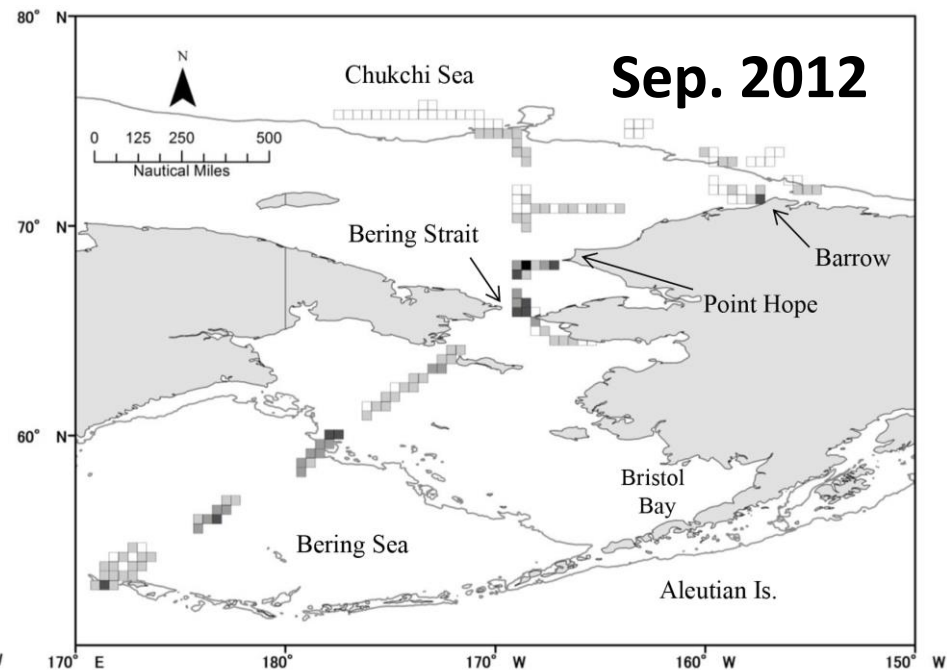 80° N
Chukchi Sea
Sep. 2012
N
0 125 250 500
Nautical Miles
70° N
Bering Strait
Barrow
Point Hope
60° N
Bristol
Bay
Bering Sea
Aleutian Is.
170° E 180° 170° W 160° W 150° W